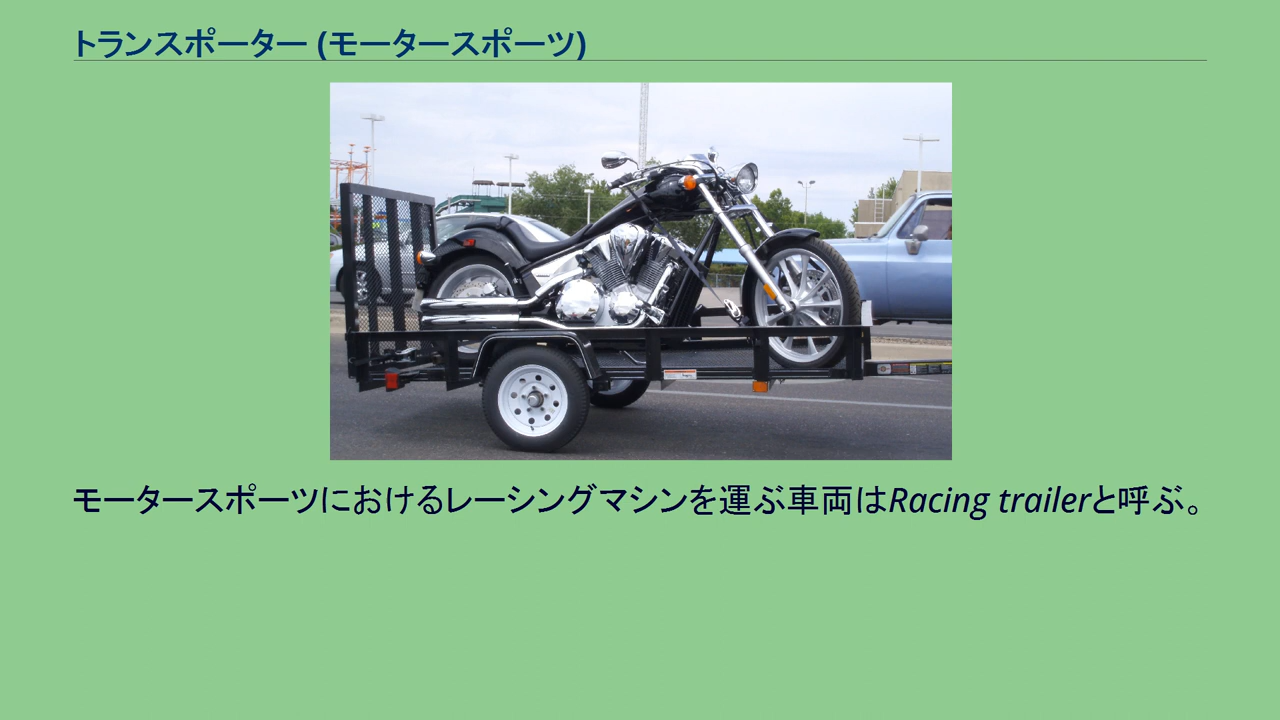 トランスポーター (モータースポーツ)
モータースポーツにおけるレーシングマシンを運ぶ車両はRacing trailerと呼ぶ。